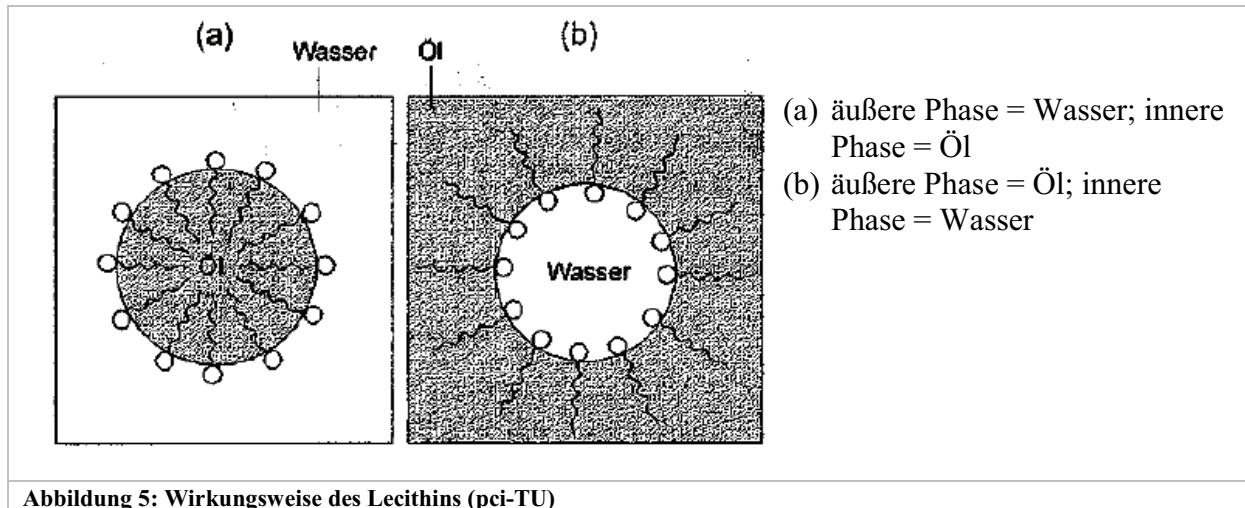 (a)
(b)
Wasser
Öl
Öl
Wasser
(a) äußere Phase = Wasser; innere
Phase = Öl
(b) äußere Phase = Öl; innere
Phase = Wasser
Abbildung 5: Wirkungsweise des Lecithins (pci-TU)